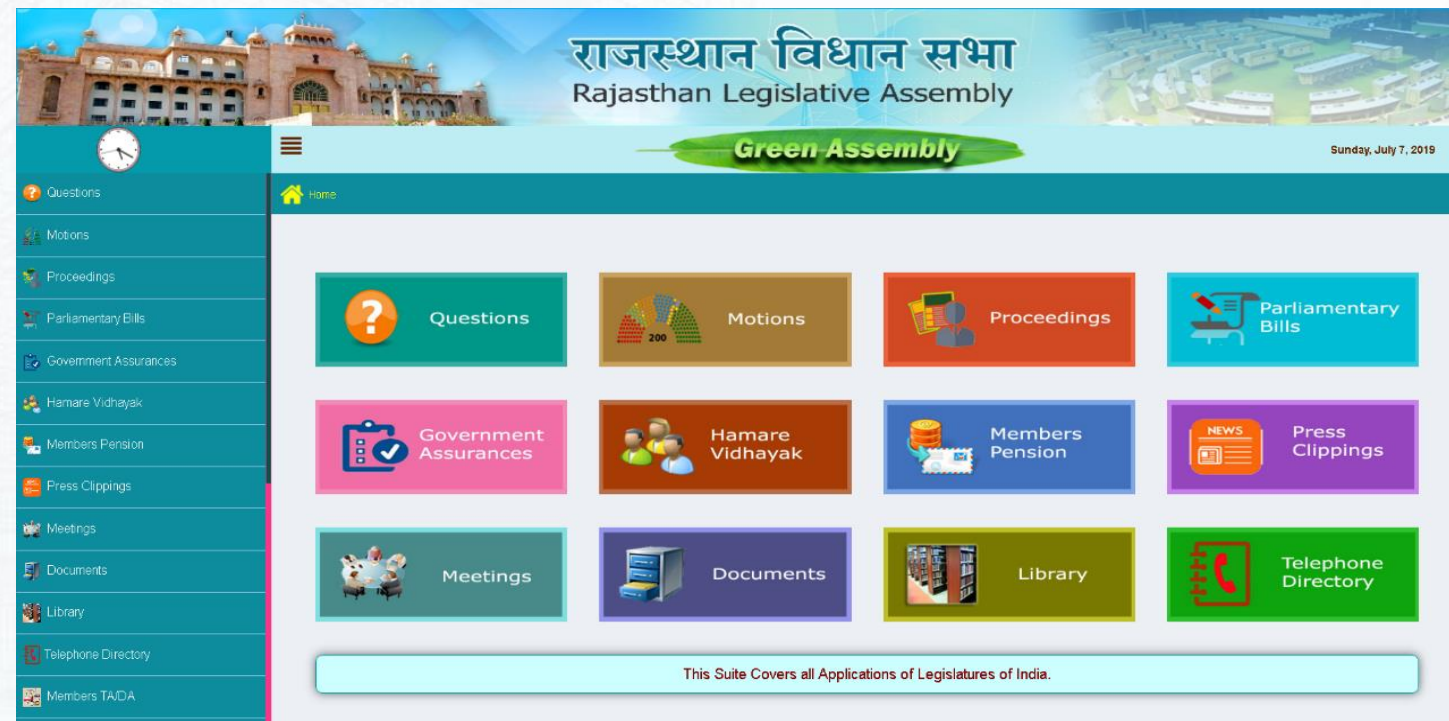 राजस्थान विधान सभा
Rajasthan Legislative Assembly
Green Assembly
Sunday, July 7, 2019
Questions
Motions
Proceedings
Parliamentary Bills
Government Assurances
Hamare Vidhayak
Members Pension
Press Clippings
Meetings
Documents
Library
Telephone Directory
Members TA/DA
Home
?
Questions
200
Motions
Proceedings
Parliamentary
Bills
Government
Assurances
Hamare
Vidhayak
Members
Pension
NEWS
Press
Clippings
Meetings
Documents
Library
Telephone
Directory
This Suite Covers all Applications of Legislatures of India.